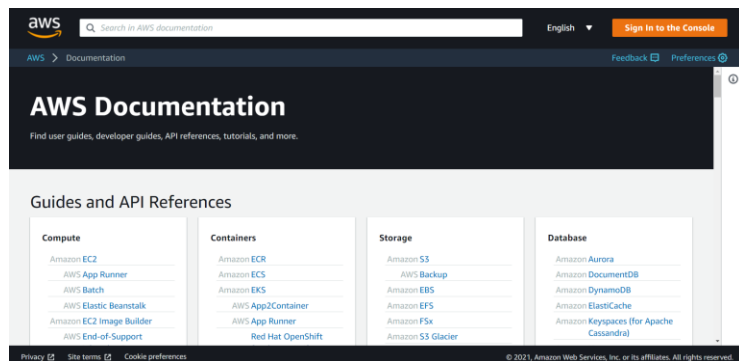 aws
Search in AWS documentation
English
Sign In to the Console
AWS > Documentation
Feedback
Preferences
AWS Documentation
Find user guides, developer guides, API references, tutorials, and more.
Guides and API References
Compute
Amazon EC2
AWS App Runner
AWS Batch
AWS Elastic Beanstalk
Amazon EC2 Image Builder
AWS End-of-Support
Containers
Amazon ECR
Amazon ECS
Amazon EKS
AWS App2Container
AWS App Runner
Red Hat OpenShift
Storage
Amazon S3
AWS Backup
Amazon EBS
Amazon EFS
Amazon FSx
Amazon S3 Glacier
Database
Amazon Aurora
Amazon DocumentDB
Amazon DynamoDB
Amazon ElastiCache
Amazon Keyspaces (for Apache
Cassandra)
Privacy
Site terms
Cookie preferences
© 2021, Amazon Web Services, Inc. or its affiliates. All rights reserved.